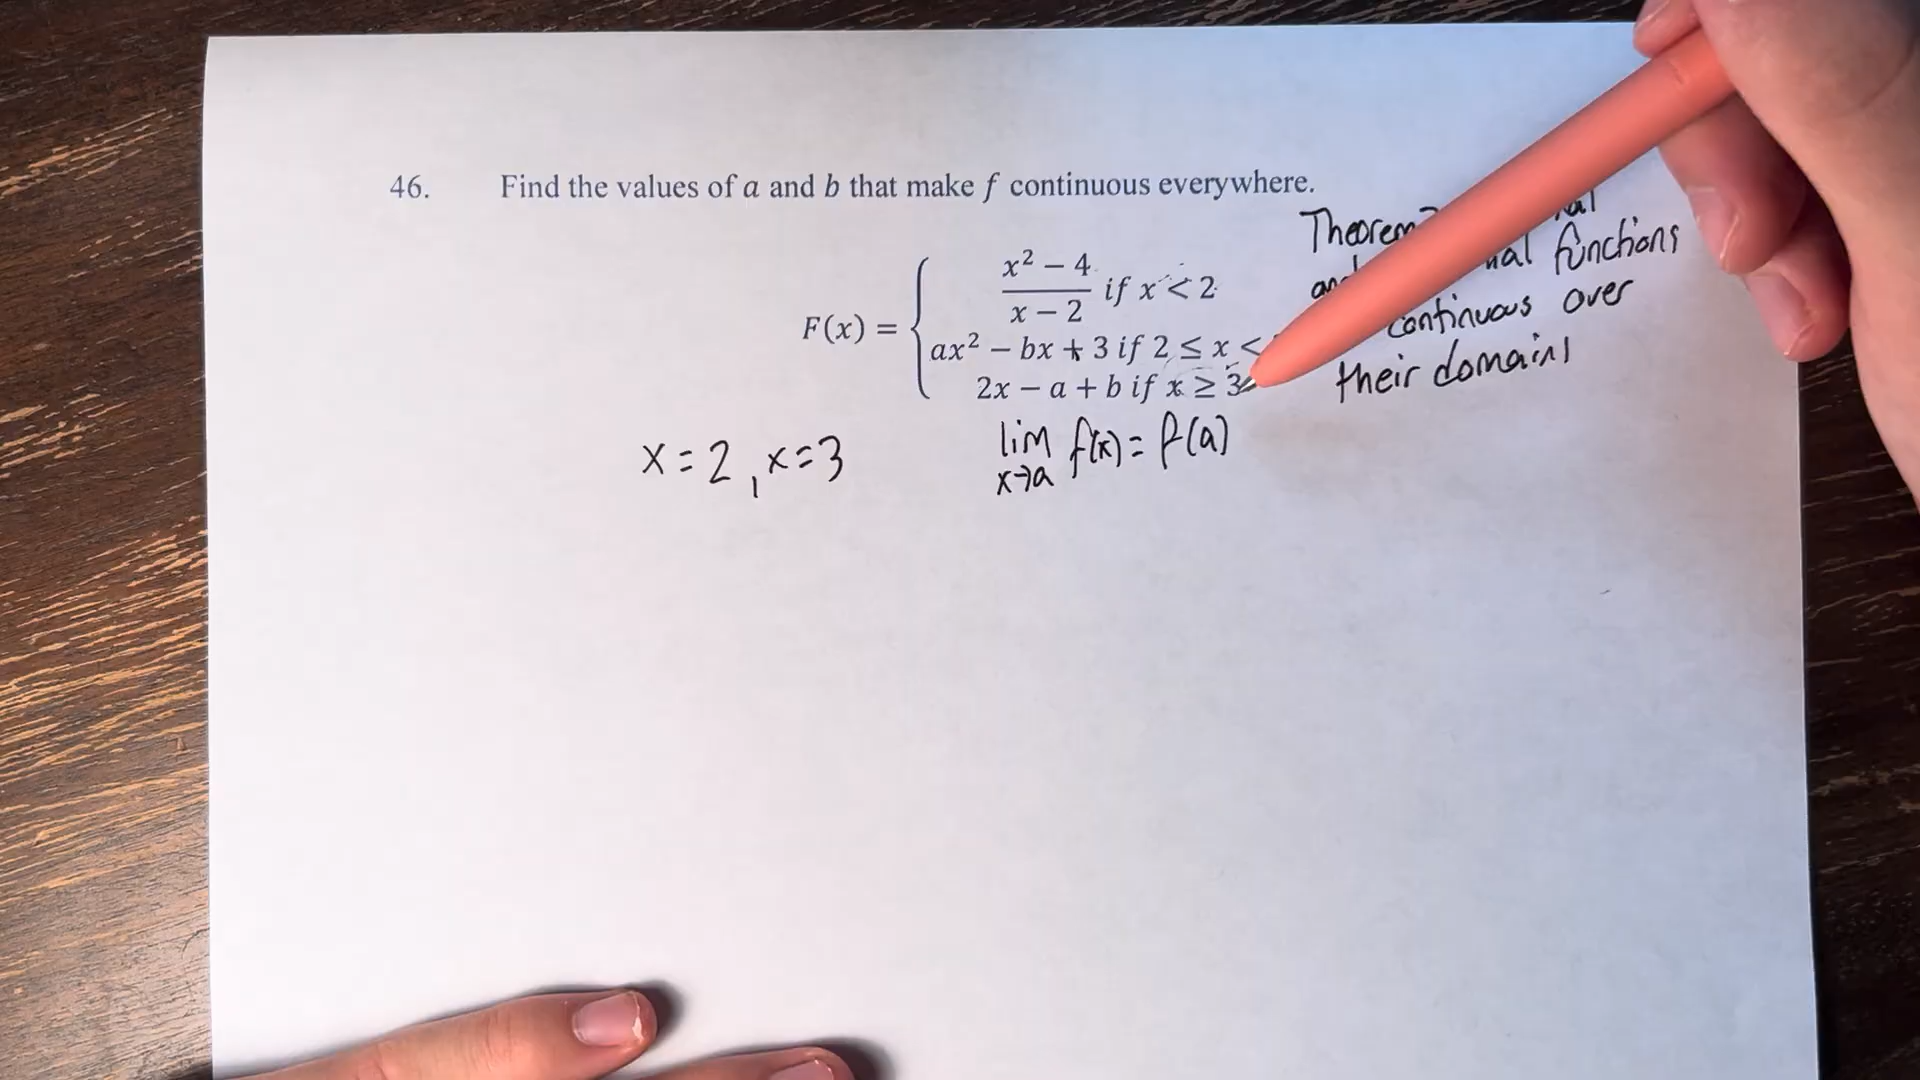 46. Find the values of a and b that make f continuous everywhere.
Theorem functions
F(x) = { x² − 4 / x − 2 if x < 2
continuous over
ax² − bx + 3 if 2 ≤ x <
their domain!
2x − a + b if x ≥ 3
x = 2, x = 3
lim x→a f(x) = f(a)